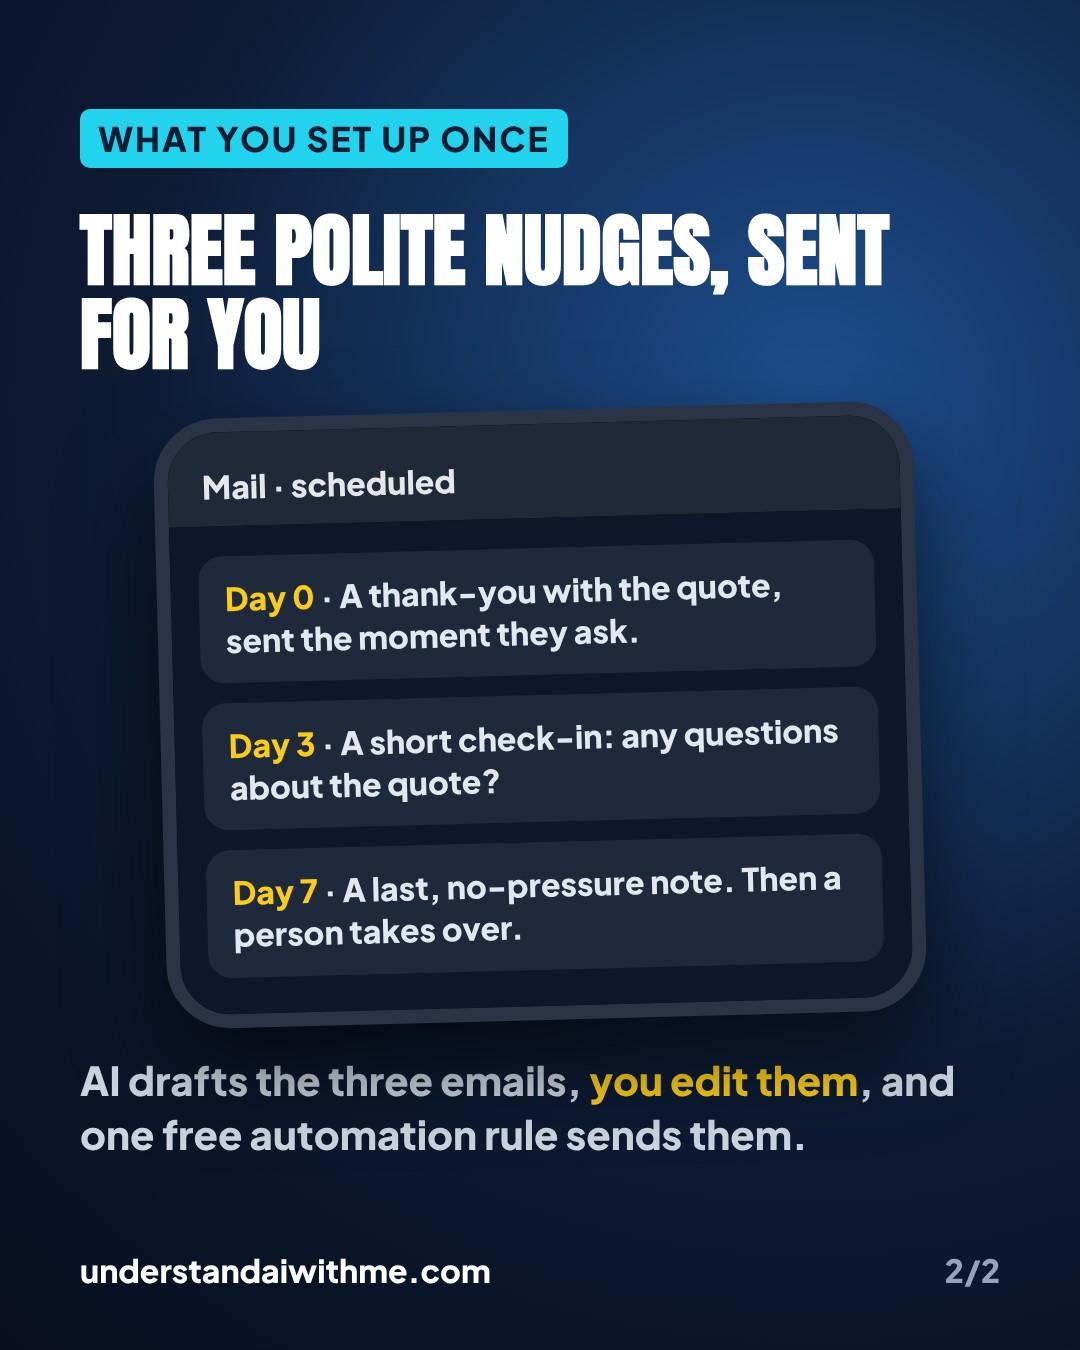 WHAT YOU SET UP ONCE
THREE POLITE NUDGES, SENT
FOR YOU
Mail · scheduled
Day 0 · A thank-you with the quote,
sent the moment they ask.
Day 3 · A short check-in: any questions
about the quote?
Day 7 · A last, no-pressure note. Then a
person takes over.
AI drafts the three emails, you edit them, and
one free automation rule sends them.
understandaiwithme.com
2/2